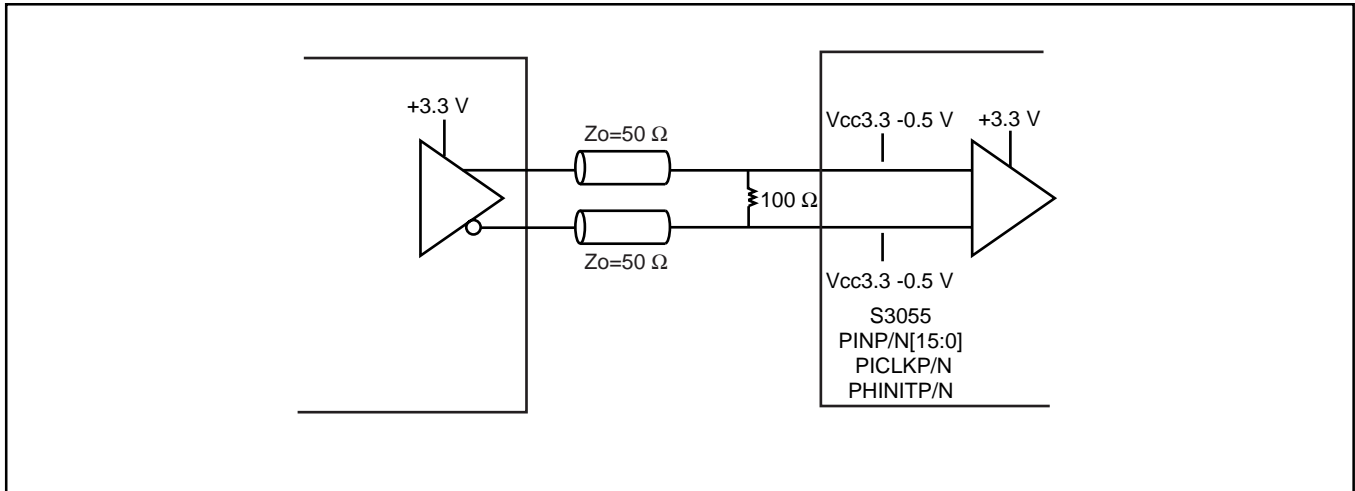 +3.3 V
Zo=50 Ω
Zo=50 Ω
100 Ω
Vcc3.3 -0.5 V
+3.3 V
Vcc3.3 -0.5 V
S3055
PINP/N[15:0]
PICLKP/N
PHINITP/N